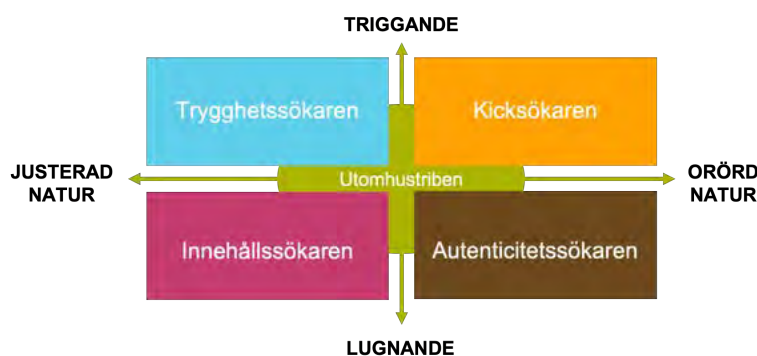 TRIGGANDE
Trygghetssökaren
Kicksökaren
JUSTERAD
NATUR
Utomhustriben
ORÖRD
NATUR
Innehållssökaren
Autenticitetssökaren
LUGNANDE